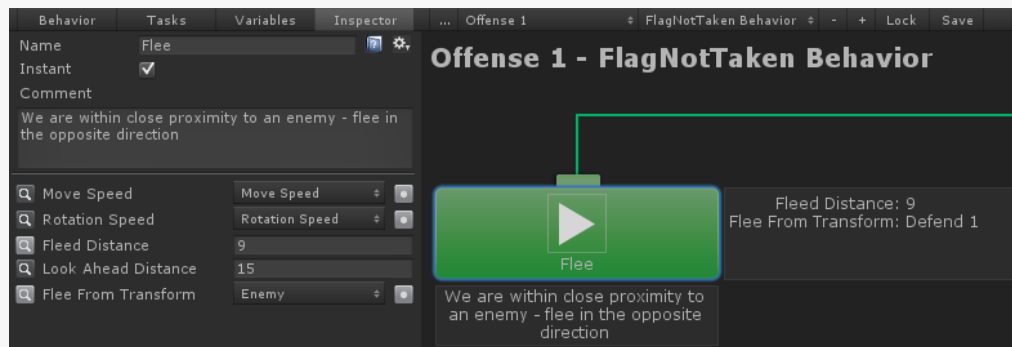 Behavior Tasks Variables Inspector ... Offense 1 FlagNotTaken Behavior - + Lock Save
Name Flee
Instant
Comment
We are within close proximity to an enemy - flee in
the opposite direction
Move Speed Move Speed
Rotation Speed Rotation Speed
Fleed Distance 9
Look Ahead Distance 15
Flee From Transform Enemy
Offense 1 - FlagNotTaken Behavior
Flee
Fleed Distance: 9
Flee From Transform: Defend 1
We are within close proximity to
an enemy - flee in the opposite
direction